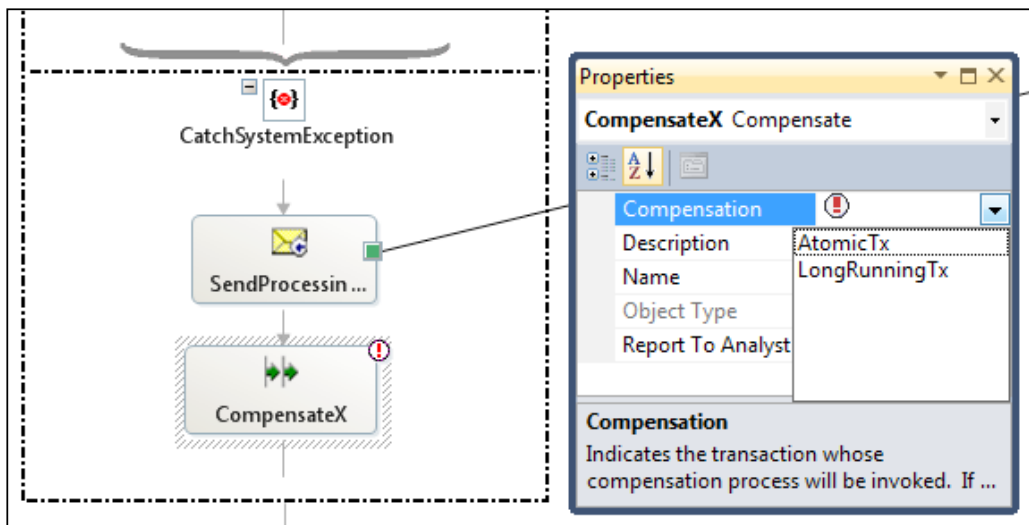 CatchSystemException
SendProcessin ...
CompensateX
Properties
CompensateX Compensate
A
Z
Compensation
AtomicTx
Description
LongRunningTx
Name
Object Type
Report To Analyst
Compensation
Indicates the transaction whose
compensation process will be invoked. If ...